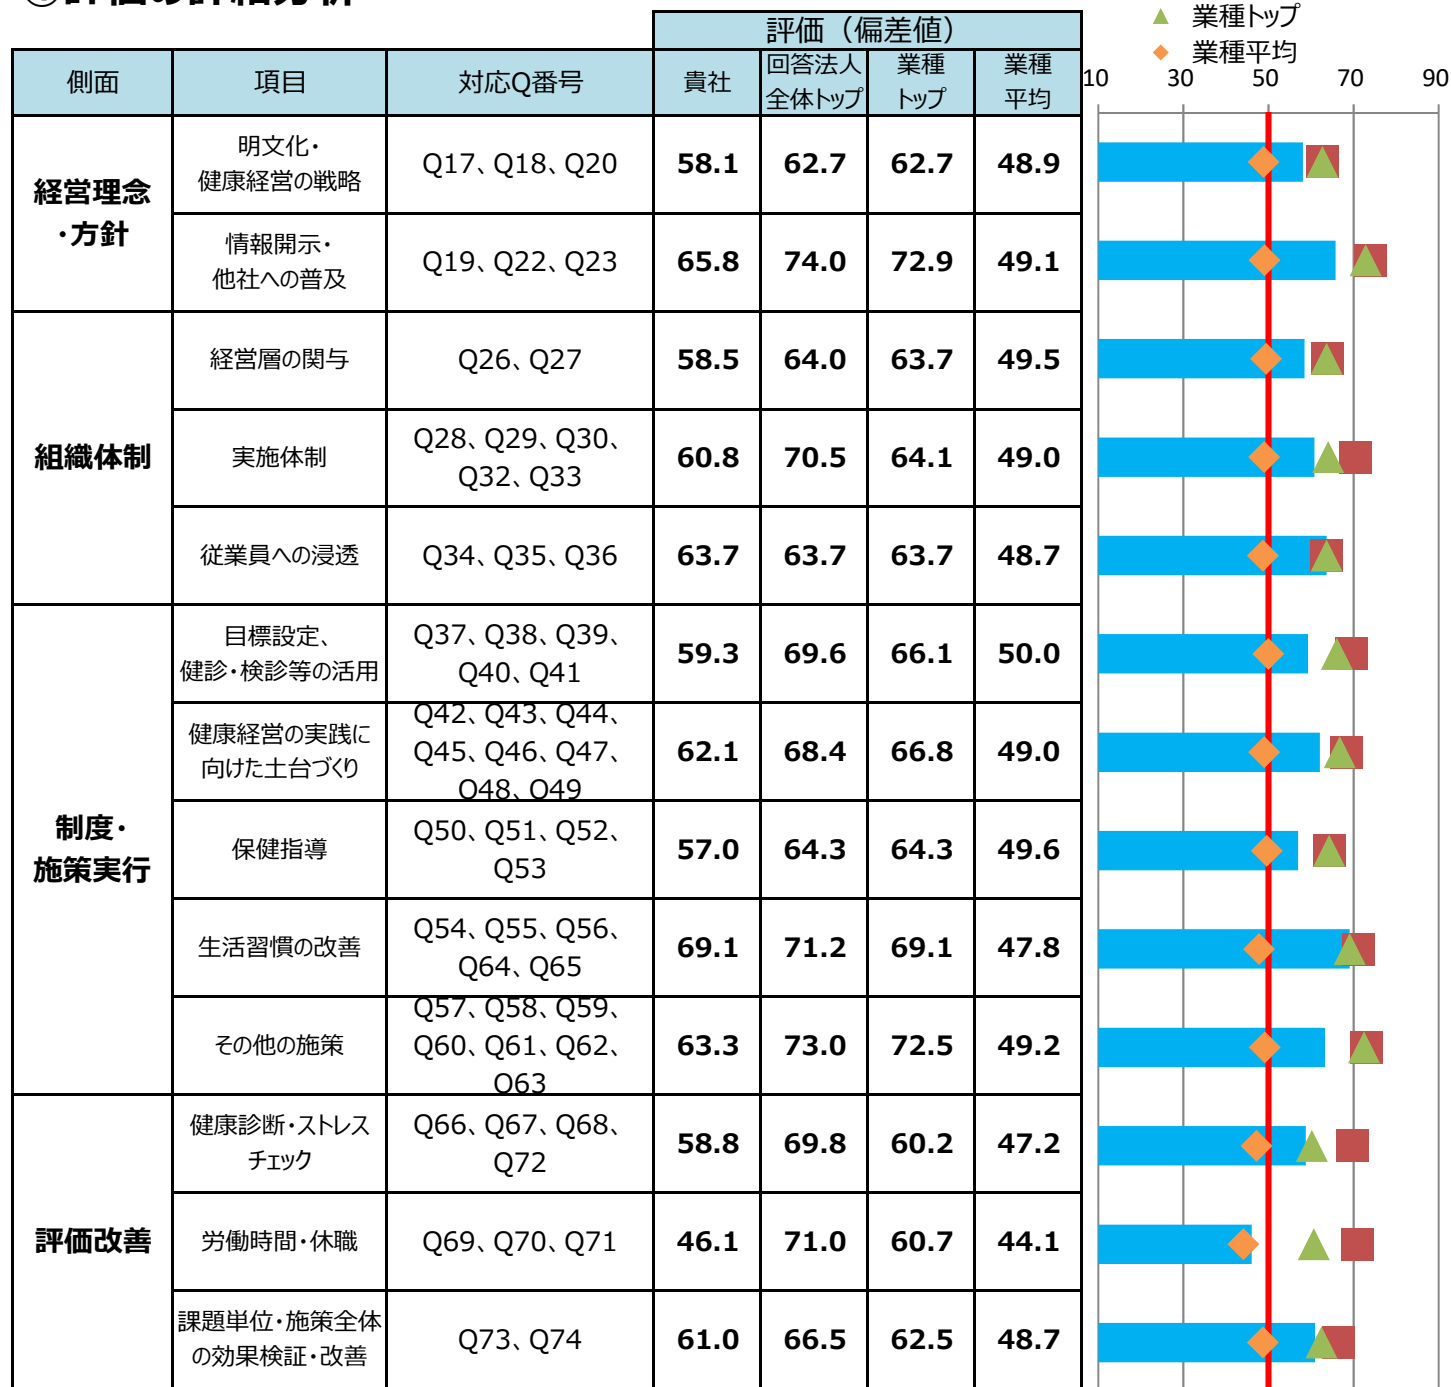 ③評価の詳細分析
評価（偏差値）
▲ 業種トップ
◆ 業種平均
側面 項目 対応Q番号 貴社 回答法人 業種 業種
全体トップ トップ 平均
10 30 50 70 90
経営理念
・方針
明文化・
健康経営の戦略
Q17、Q18、Q20 58.1 62.7 62.7 48.9
情報開示・
他社への普及
Q19、Q22、Q23 65.8 74.0 72.9 49.1
組織体制
経営層の関与 Q26、Q27 58.5 64.0 63.7 49.5
実施体制
Q28、Q29、Q30、
Q32、Q33
60.8 70.5 64.1 49.0
従業員への浸透 Q34、Q35、Q36 63.7 63.7 63.7 48.7
制度・
施策実行
目標設定、
健診・検診等の活用
Q37、Q38、Q39、
Q40、Q41
59.3 69.6 66.1 50.0
健康経営の実践に
向けた土台づくり
Q42、Q43、Q44、
Q45、Q46、Q47、
Q48、Q49
62.1 68.4 66.8 49.0
保健指導
Q50、Q51、Q52、
Q53
57.0 64.3 64.3 49.6
生活習慣の改善
Q54、Q55、Q56、
Q64、Q65
69.1 71.2 69.1 47.8
その他の施策
Q57、Q58、Q59、
Q60、Q61、Q62、
Q63
63.3 73.0 72.5 49.2
評価改善
健康診断・ストレス
チェック
Q66、Q67、Q68、
Q72
58.8 69.8 60.2 47.2
労働時間・休職 Q69、Q70、Q71 46.1 71.0 60.7 44.1
課題単位・施策全体
の効果検証・改善
Q73、Q74 61.0 66.5 62.5 48.7